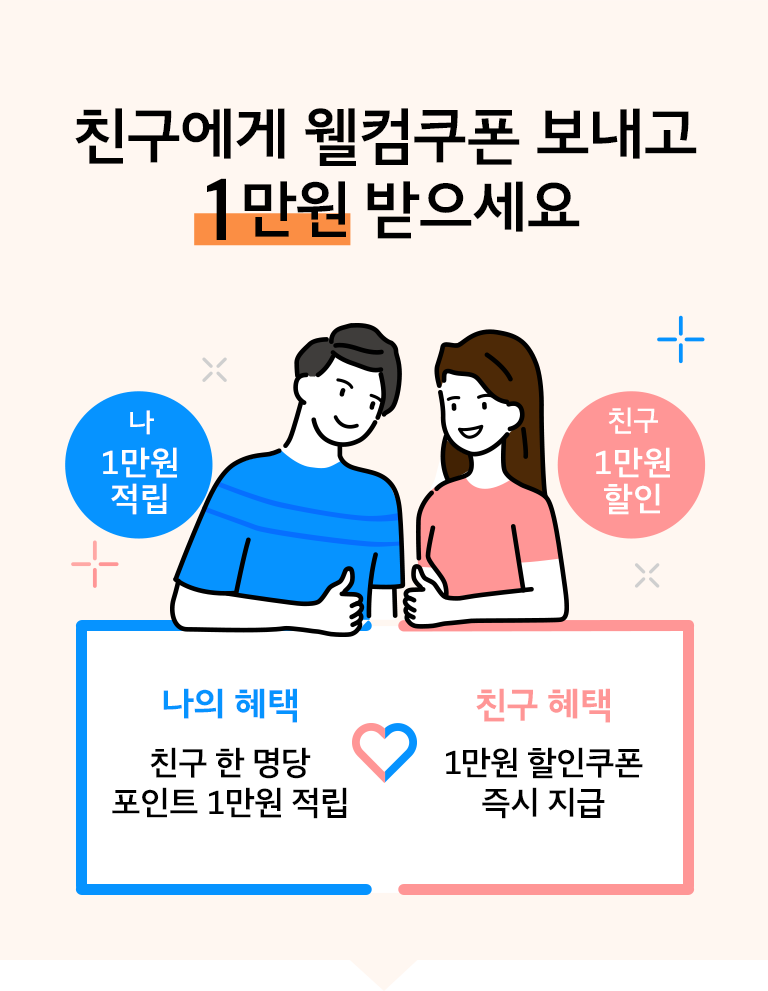 친구에게 웰컴쿠폰 보내고
1만원 받으세요
나
1만원
적립
친구
1만원
할인
나의 혜택
친구 한 명당
포인트 1만원 적립
친구 혜택
1만원 할인쿠폰
즉시 지급